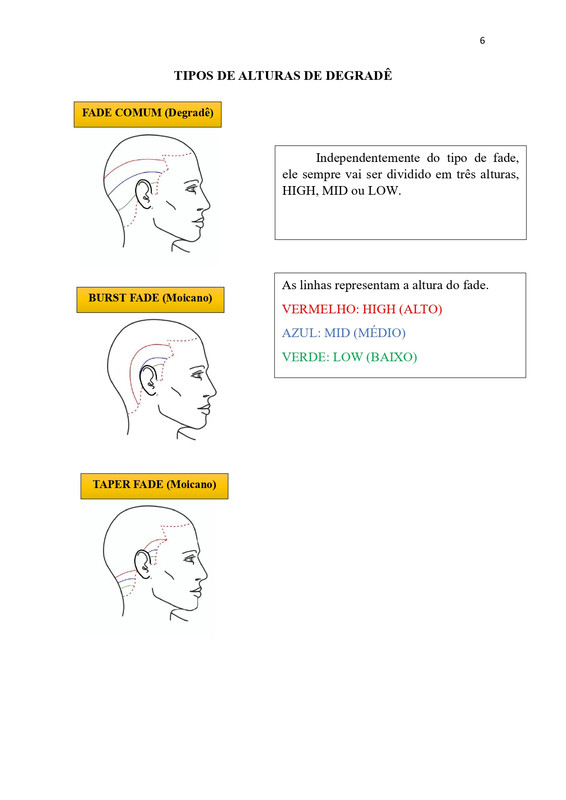 6
TIPOS DE ALTURAS DE DEGRADÊ
FADE COMUM (Degradê)
Independentemente do tipo de fade,
ele sempre vai ser dividido em três alturas,
HIGH, MID ou LOW.
As linhas representam a altura do fade.
VERMELHO: HIGH (ALTO)
AZUL: MID (MÉDIO)
VERDE: LOW (BAIXO)
BURST FADE (Moicano)
TAPER FADE (Moicano)